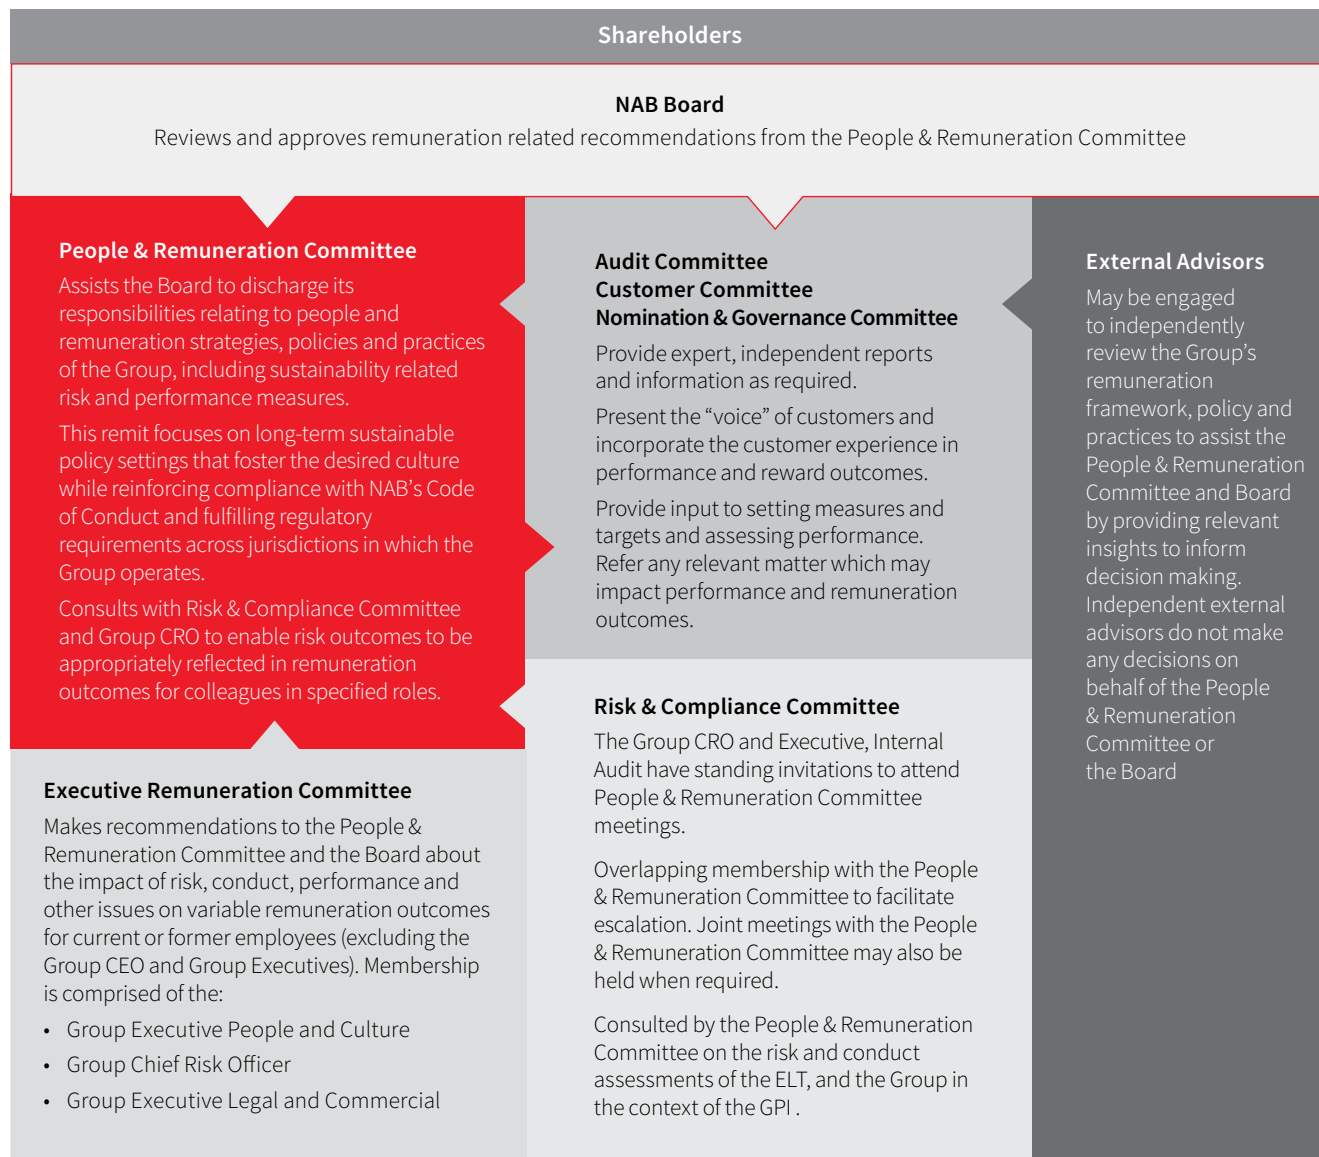 Shareholders
NAB Board
Reviews and approves remuneration related recommendations from the People & Remuneration Committee
People & Remuneration Committee
Assists the Board to discharge its
responsibilities relating to people and
remuneration strategies, policies and practices
of the Group, including sustainability related
risk and performance measures.
This remit focuses on long-term sustainable
policy settings that foster the desired culture
while reinforcing compliance with NAB's Code
of Conduct and fulfilling regulatory
requirements across jurisdictions in which the
Group operates.
Consults with Risk & Compliance Committee
and Group CRO to enable risk outcomes to be
appropriately reflected in remuneration
outcomes for colleagues in specified roles.
Executive Remuneration Committee
Makes recommendations to the People &
Remuneration Committee and the Board about
the impact of risk, conduct, performance and
other issues on variable remuneration outcomes
for current or former employees (excluding the
Group CEO and Group Executives). Membership
is comprised of the:
• Group Executive People and Culture
• Group Chief Risk Officer
• Group Executive Legal and Commercial
Audit Committee
Customer Committee
Nomination & Governance Committee
Provide expert, independent reports
and information as required.
Present the “voice” of customers and
incorporate the customer experience in
performance and reward outcomes.
Provide input to setting measures and
targets and assessing performance.
Refer any relevant matter which may
impact performance and remuneration
outcomes.
Risk & Compliance Committee
The Group CRO and Executive, Internal
Audit have standing invitations to attend
People & Remuneration Committee
meetings.
Overlapping membership with the People
& Remuneration Committee to facilitate
escalation. Joint meetings with the People
& Remuneration Committee may also be
held when required.
Consulted by the People & Remuneration
Committee on the risk and conduct
assessments of the ELT, and the Group in
the context of the GPI .
External Advisors
May be engaged
to independently
review the Group's
remuneration
framework, policy and
practices to assist the
People & Remuneration
Committee and Board
by providing relevant
insights to inform
decision making.
Independent external
advisors do not make
any decisions on
behalf of the People
& Remuneration
Committee or
the Board